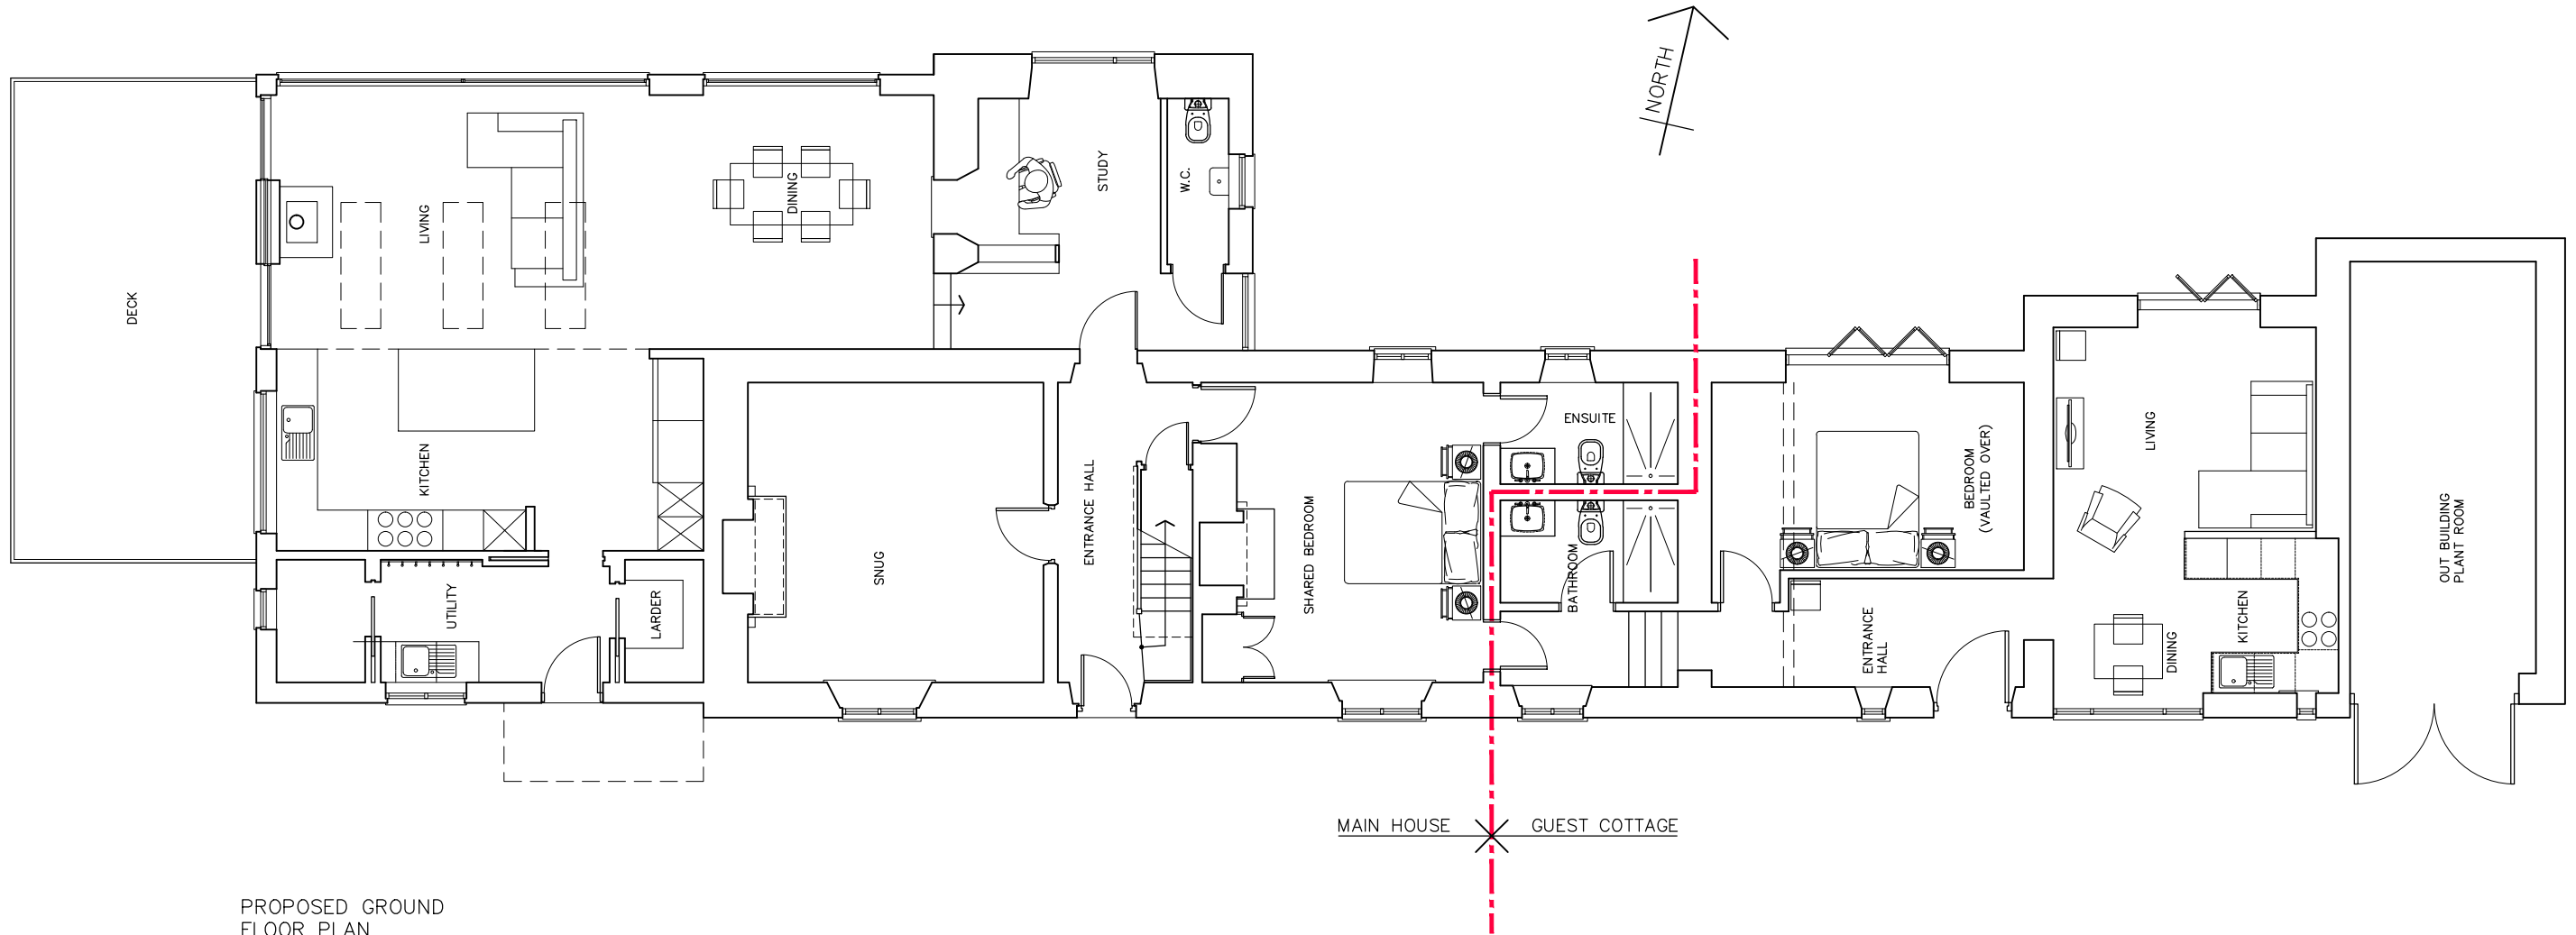 NORTH
DECK
LIVING
DINING
STUDY
W.C.
KITCHEN
UTILITY
LARDER
SNUG
ENTRANCE HALL
SHARED BEDROOM
ENSUITE
BATHROOM
BEDROOM
(VAULTED OVER)
ENTRANCE
HALL
LIVING
DINING
KITCHEN
OUT BUILDING
PLANT ROOM
MAIN HOUSE
GUEST COTTAGE
PROPOSED GROUND
FLOOR PLAN